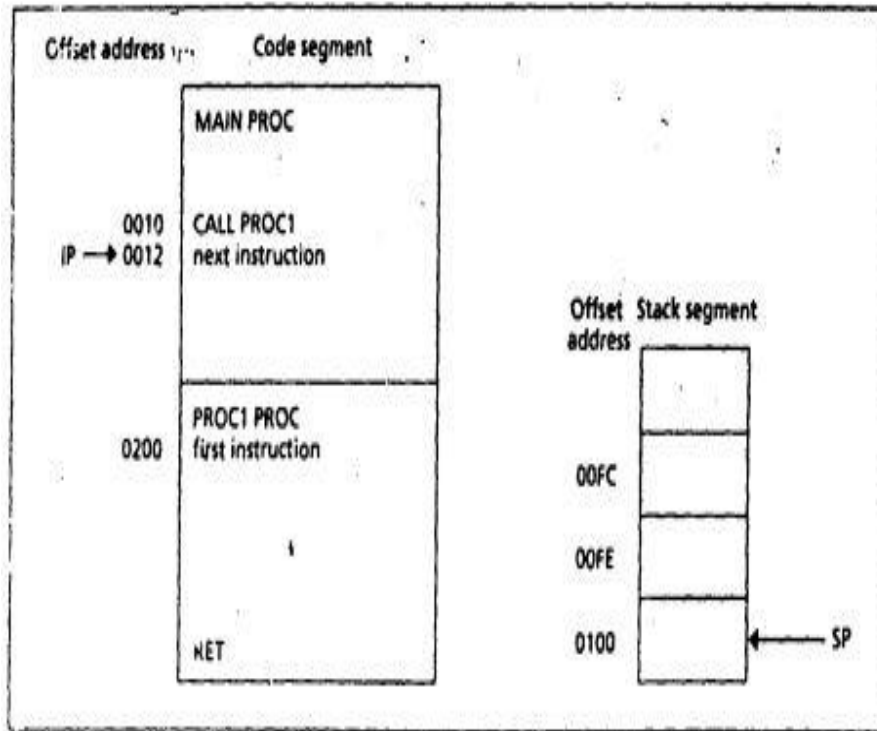 Offset address Code segment
MAIN PROC
0010 CALL PROC1
IP → 0012 next instruction
PROC1 PROC
0200 first instruction
RET
Offset address Stack segment
00FC
00FE
0100 SP